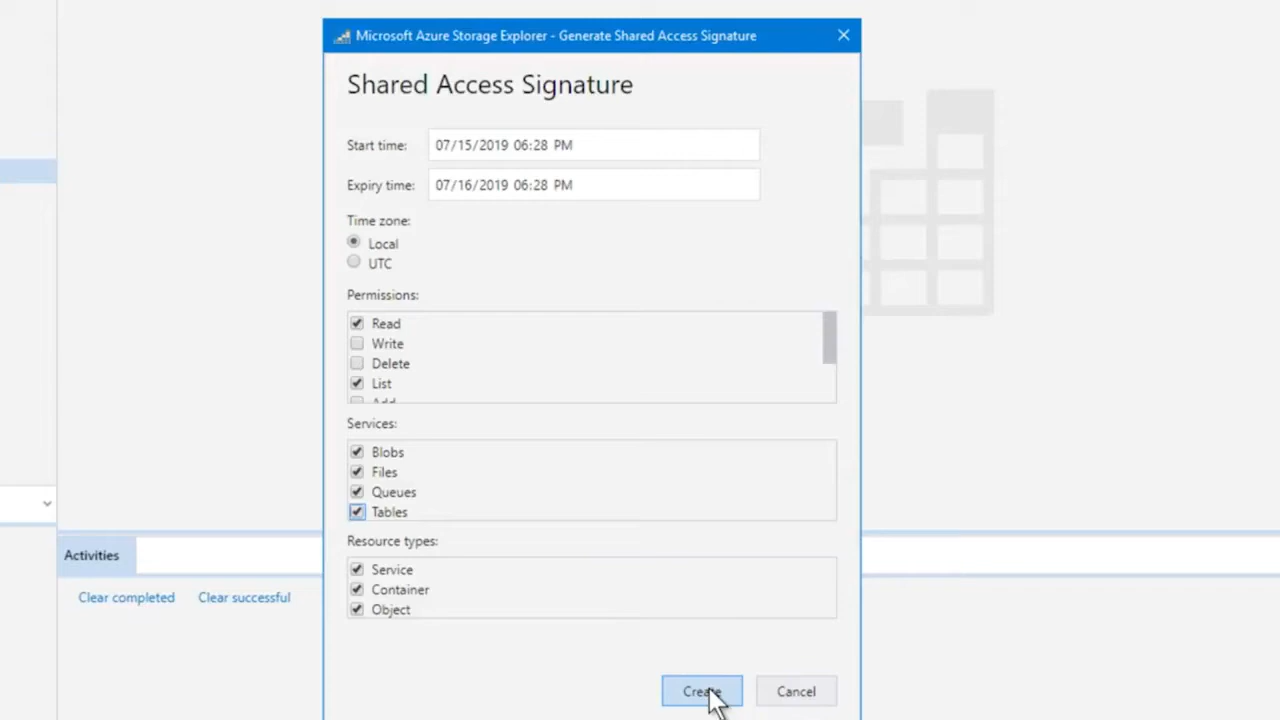 Microsoft Azure Storage Explorer - Generate Shared Access Signature
Shared Access Signature
Start time: 07/15/2019 06:28 PM
Expiry time: 07/16/2019 06:28 PM
Time zone:
Local
UTC
Permissions:
Read
Write
Delete
List
Add
Services:
Blobs
Files
Queues
Tables
Resource types:
Service
Container
Object
Activities
Clear completed Clear successful
Create Cancel